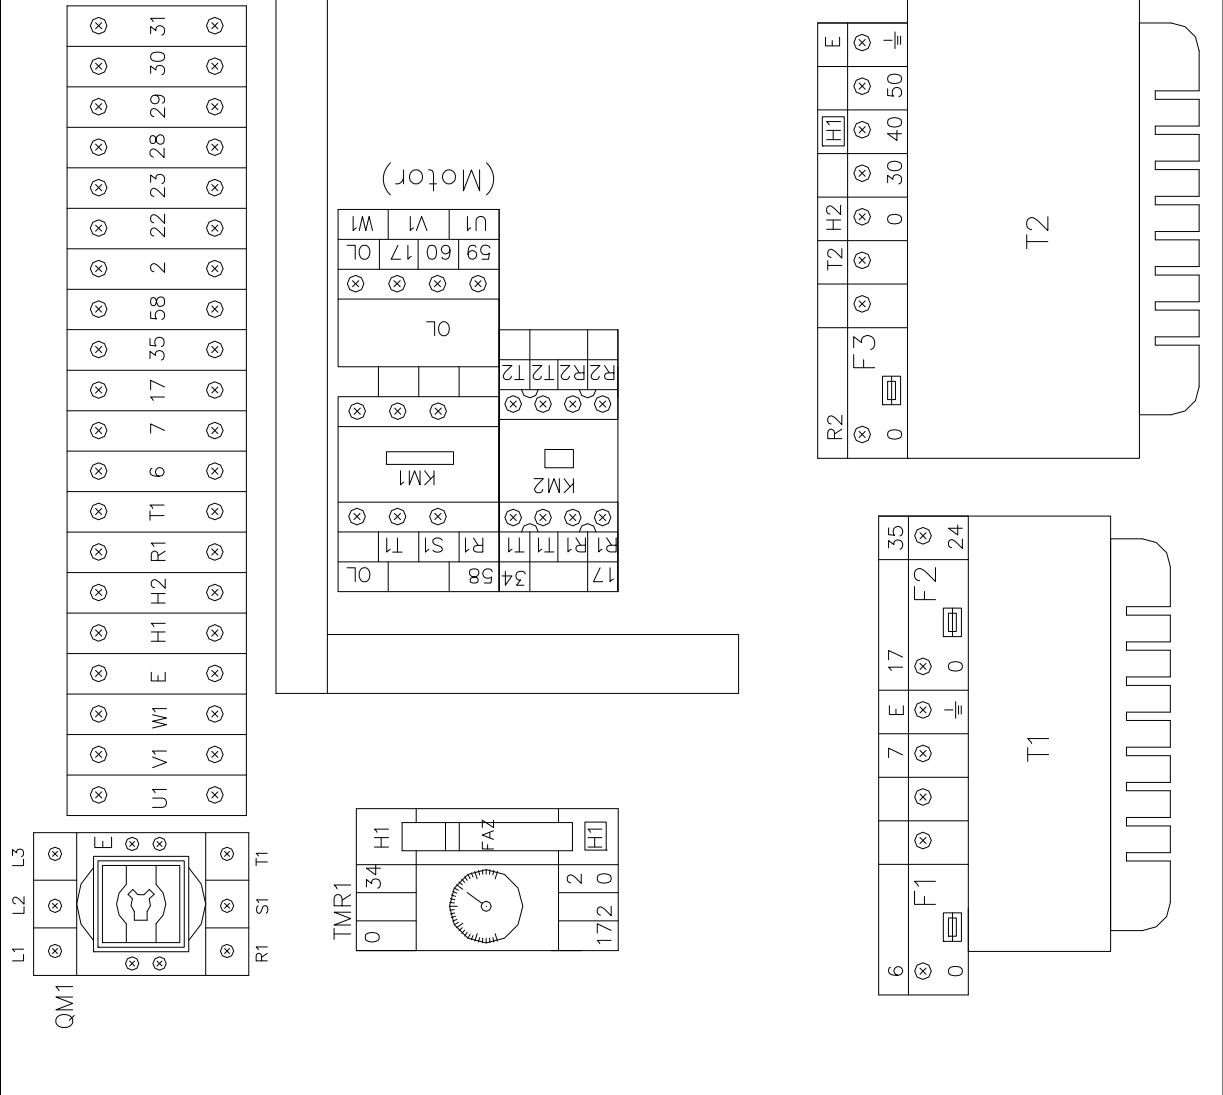 31
30
29
28
23
22
2
58
35
17
7
6
T1
R1
H2
H1
E
W1
V1
U1
L3
L2
L1
E
T1
S1
R1
QM1
(Motor)
U1 V1 W1
59 60 17 OL
OL
KM1
R1 S1 T1
58 OL
R2 R2 T2 T2
KM2
R1 R1 T1 T1
17 34
TMR1
H1
FAZ
H1
34
2 0
0
17 2
E
50
H1 40
30
H2 0
T2
F3
R2 0
T2
35 24
F2
17 0
E
7
F1
6 0
T1